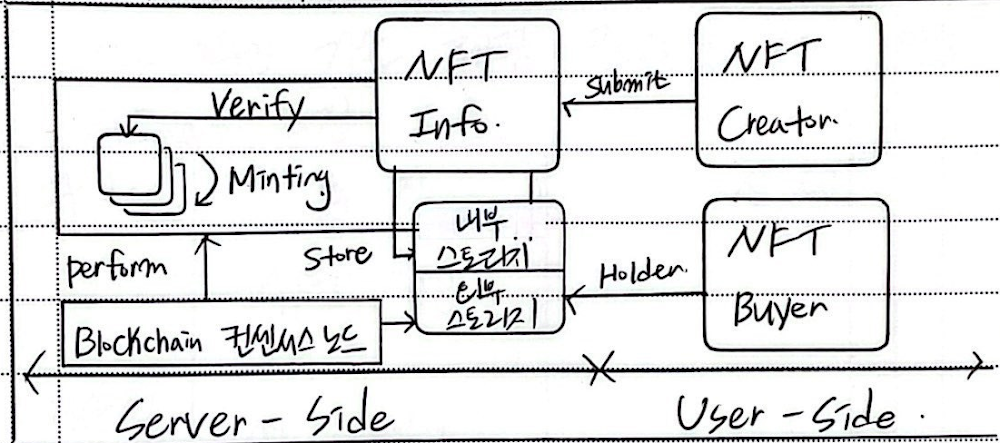 NFT
Info.
submit
NFT
Creator.
Verify
Minting
perform
Store
내부
스토리지
외부
스토리지
Holder.
NFT
Buyer
Blockchain 컨센서스 노드
Server - Side
User - Side.